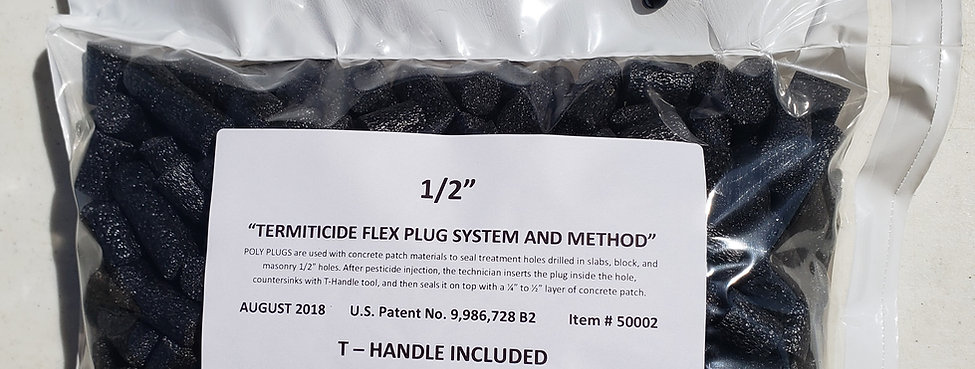 1/2”
“TERMITICIDE FLEX PLUG SYSTEM AND METHOD”
POLY PLUGS are used with concrete patch materials to seal treatment holes drilled in slabs, block, and
masonry 1/2” holes. After pesticide injection, the technician inserts the plug inside the hole,
countersinks with T-Handle tool, and then seals it on top with a ¼” to ½” layer of concrete patch.
AUGUST 2018 U.S. Patent No. 9,986,728 B2 Item # 50002
T – HANDLE INCLUDED